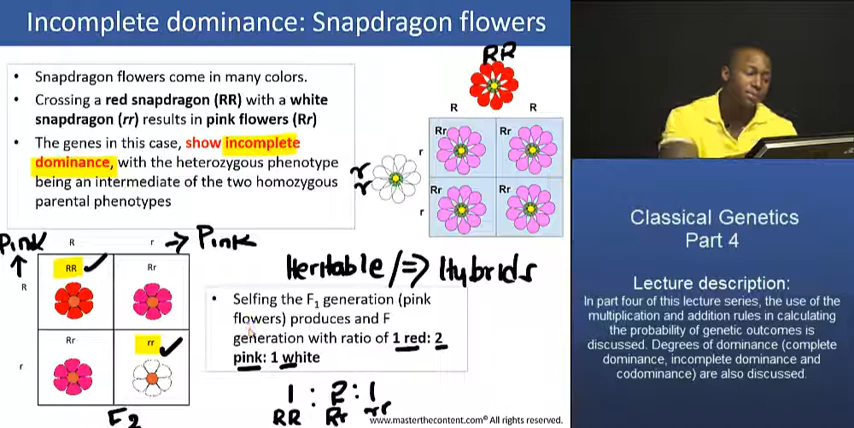 Incomplete dominance: Snapdragon flowers
• Snapdragon flowers come in many colors.
• Crossing a red snapdragon (RR) with a white
snapdragon (rr) results in pink flowers (Rr)
• The genes in this case, show incomplete
dominance, with the heterozygous phenotype
being an intermediate of the two homozygous
parental phenotypes
RR
R R
r
r
r
r
Rr Rr
Rr Rr
Pink
R r → Pink
R
r
RR Rr
Rr rr
F2
Heritable/⇒ Hybrids
• Selfing the F1 generation (pink
flowers) produces and F
generation with ratio of 1 red: 2
pink: 1 white
1 : 2 : 1
RR Rr rr
www.masterthecontent.com© All rights reserved.
Classical Genetics
Part 4
Lecture description:
In part four of this lecture series, the use of the
multiplication and addition rules in calculating
the probability of genetic outcomes is
discussed. Degrees of dominance (complete
dominance, incomplete dominance and
codominance) are also discussed.